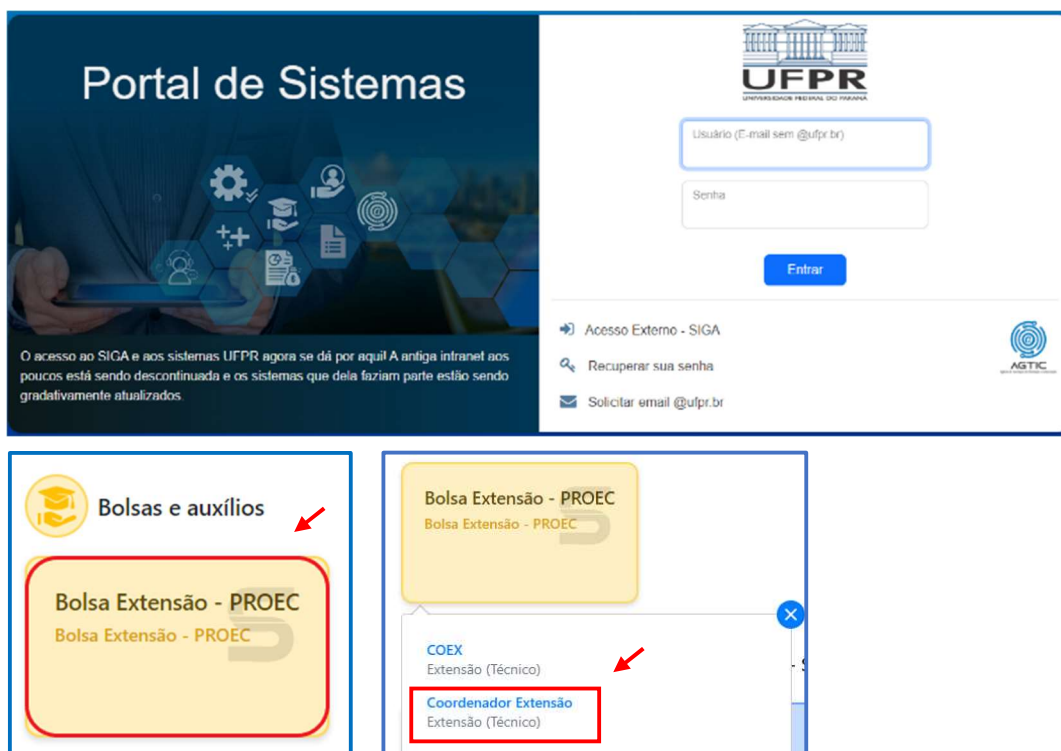 Portal de Sistemas
O acesso ao SIGA e aos sistemas UFPR agora se dá por aqui! A antiga intranet aos
poucos está sendo descontinuada e os sistemas que dela faziam parte estão sendo
gradativamente atualizados.
UFPR
UNIVERSIDADE FEDERAL DO PARANÁ
Usuário (E-mail sem @ufpr.br)
Senha
Entrar
Acesso Externo - SIGA
Recuperar sua senha
Solicitar email @ufpr.br
AGTIC
Bolsas e auxílios
Bolsa Extensão - PROEC
Bolsa Extensão - PROEC
Bolsa Extensão - PROEC
Bolsa Extensão - PROEC
COEX
Extensão (Técnico)
Coordenador Extensão
Extensão (Técnico)